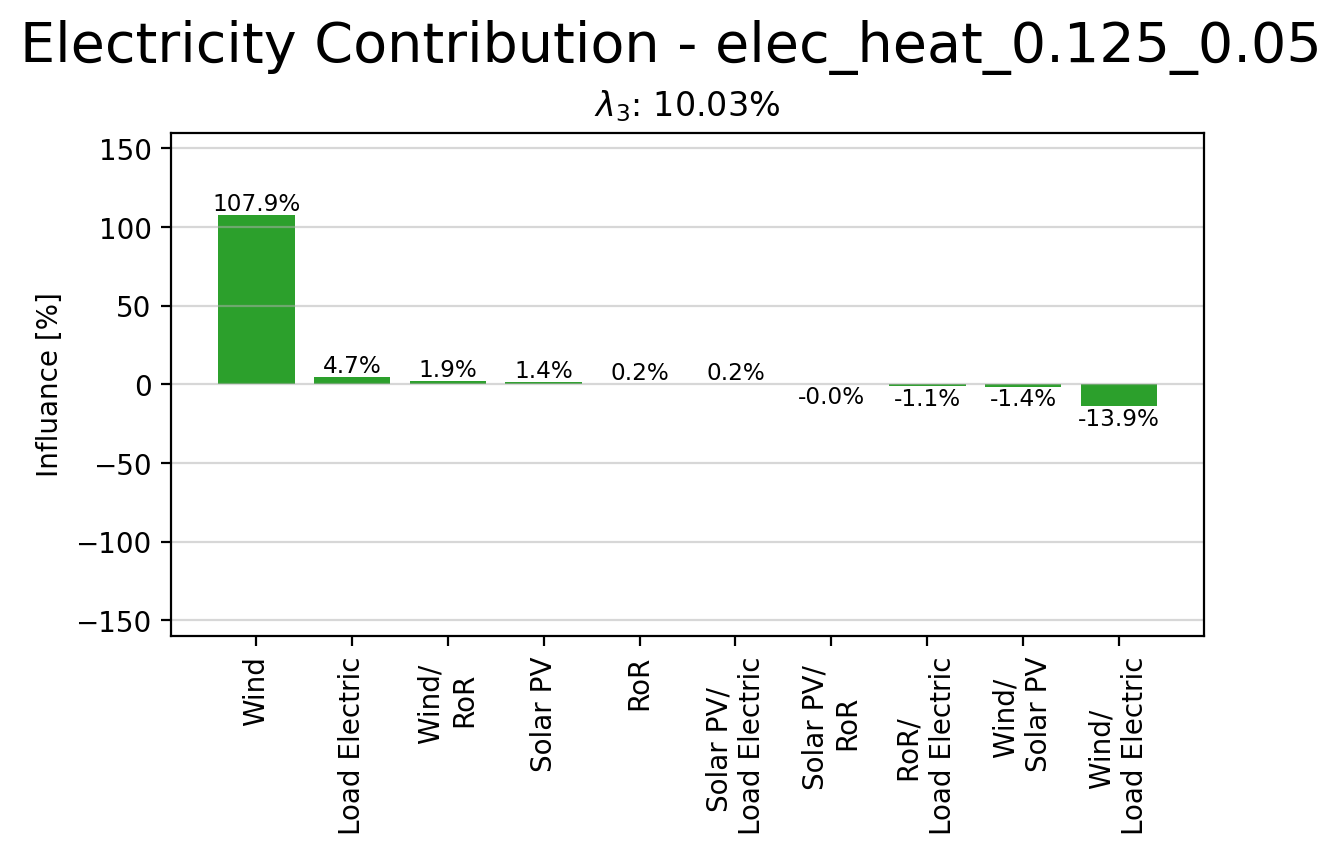 Electricity Contribution - elec_heat_0.125_0.05
λ₃: 10.03%
Influance [%]
150
100
50
0
−50
−100
−150
107.9%
4.7%
1.9%
1.4%
0.2%
0.2%
-0.0%
-1.1%
-1.4%
-13.9%
Wind
Load Electric
Wind/
RoR
Solar PV
RoR
Solar PV/
Load Electric
Solar PV/
RoR
RoR/
Load Electric
Wind/
Solar PV
Wind/
Load Electric